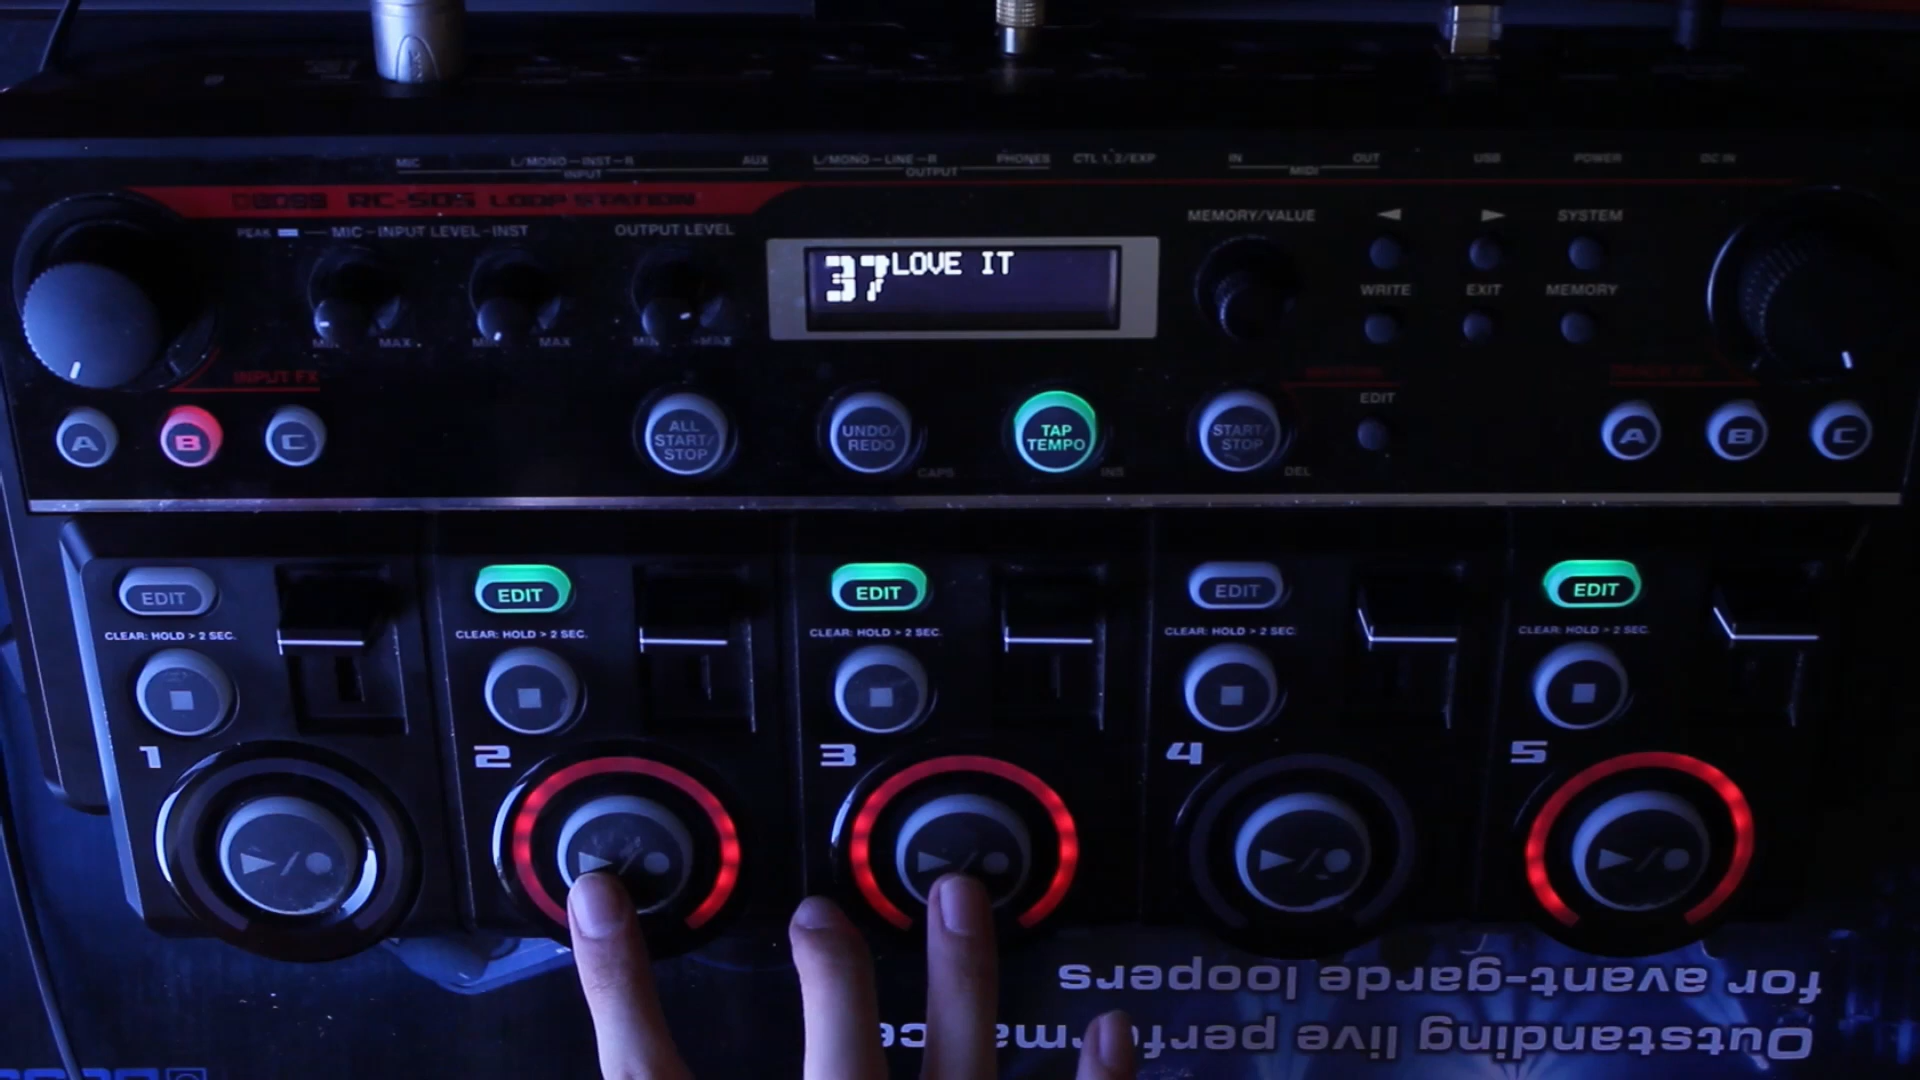 MIC L/MONO-INST-R AUX L/MONO-LINE-R PHONES CTL 1, 2/EXP IN OUT USB POWER DC IN
INPUT OUTPUT MIDI
BOSS RC-505 LOOP STATION
PEAK MIC-INPUT LEVEL-INST OUTPUT LEVEL MEMORY/VALUE ◄ ► SYSTEM
37 LOVE IT
WRITE EXIT MEMORY
MIN MAX MIN MAX MIN MAX
INPUT FX
EDIT
A B C ALL START/ STOP UNDO/ REDO TAP TEMPO START/ STOP A B C
CAPS INS DEL
EDIT EDIT EDIT EDIT EDIT
CLEAR: HOLD > 2 SEC. CLEAR: HOLD > 2 SEC. CLEAR: HOLD > 2 SEC. CLEAR: HOLD > 2 SEC. CLEAR: HOLD > 2 SEC.
1 2 3 4 5
Outstanding live performance
for avant-garde loopers